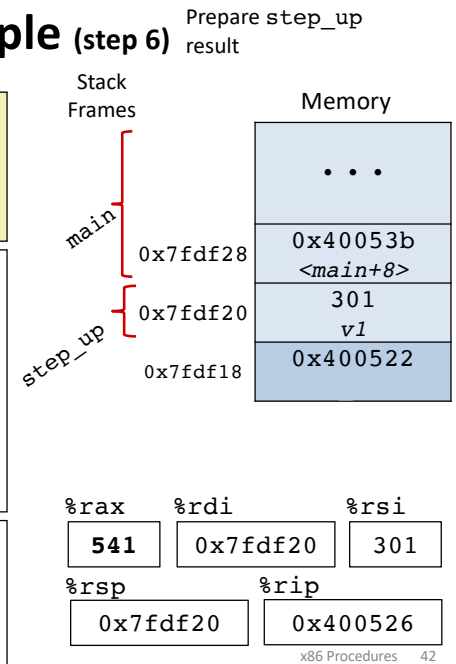 ple (step 6)
Prepare step_up
result
Stack
Frames
Memory
• • •
main
0x7fdf28
0x40053b
<main+8>
step_up
0x7fdf20
301
v1
0x7fdf18
0x400522
%rax %rdi %rsi
541 0x7fdf20 301
%rsp %rip
0x7fdf20 0x400526
x86 Procedures 42